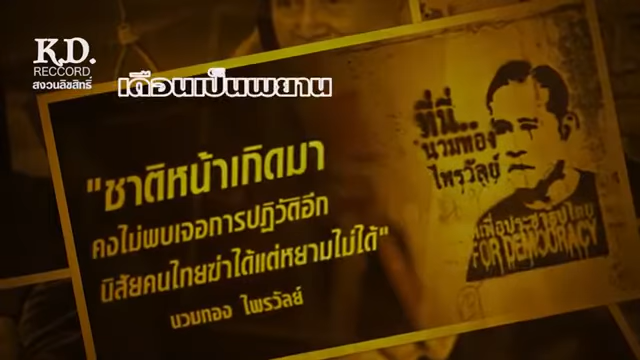 K.D.
RECCORD
สงวนลิขสิทธิ์
เดือนเป็นพยาน
"ชาติหน้าเกิดมา
คงไม่พบเจอการปฏิวัติอีก
นิสัยคนไทยฆ่าได้แต่หยามไม่ได้"
นวมทอง ไพรวัลย์
ที่นี่..
นวมทอง
ไพรวัลย์
เพื่อประชาธิปไตย
FOR DEMOCRACY